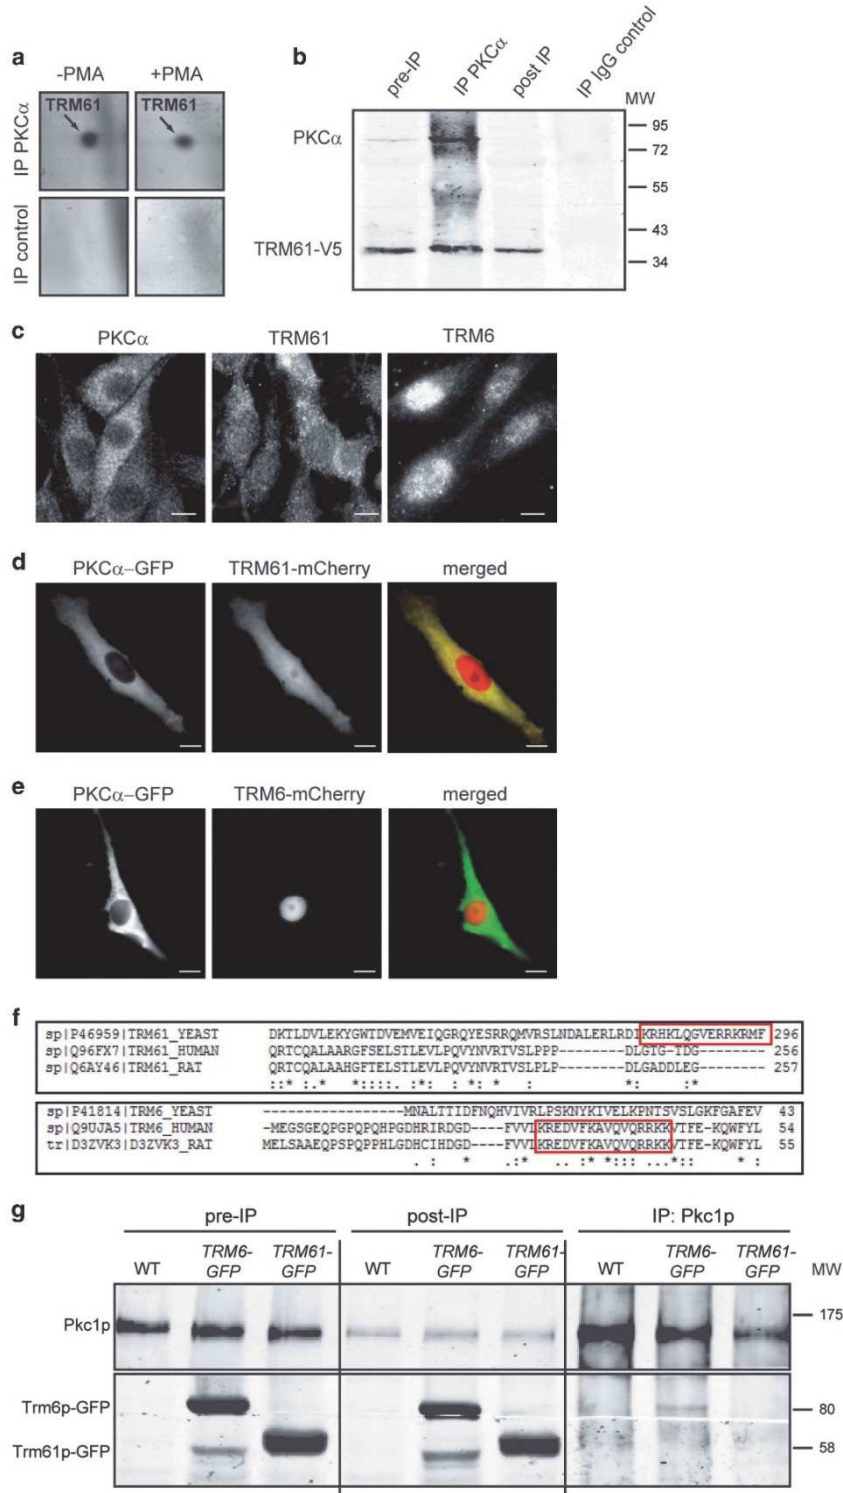 a
-PMA +PMA
IP PKCα
TRM61 TRM61
IP control
b
pre-IP IP PKCα post IP IP IgG control
MW
PKCα
TRM61-V5
95
72
55
43
34
c
PKCα TRM61 TRM6
d
PKCα–GFP TRM61-mCherry merged
e
PKCα–GFP TRM6-mCherry merged
f
sp|P46959|TRM61_YEAST DKTLDVLEKYGWTDVEMVEIQGRQYESRRQMVRSLNDALERLRDIKRHKLQGVERRKRMF 296
sp|Q96FX7|TRM61_HUMAN QRTCQALAARGFSELSTLEVLPQVYNVRTVSLPPP-------DLGTG-TDG------- 256
sp|Q6AY46|TRM61_RAT QRTCQALAAHGFTELSTLEVLPQVYNVRTVSLPLP-------DLGADDLEG------- 257
sp|P41814|TRM6_YEAST -----------------MNALTTIDFNQHVIVRLPSKNYKIVELKPNTSVSLGKFGAFEV 43
sp|Q9UJA5|TRM6_HUMAN --MEGSGEQPGPQPQHPGDHRIRDGD----FVVLKREDVFKAVQVQRRKKVTFE-KQWFYL 54
tr|D3ZVK3|D3ZVK3_RAT MELSAAEQPSPQPPHLGDHCIHDGD----FVVLKREDVFKAVQVQRRKKVTFE-KQWFYL 55
g
pre-IP post-IP IP: Pkc1p
WT TRM6-GFP TRM61-GFP WT TRM6-GFP TRM61-GFP WT TRM6-GFP TRM61-GFP MW
Pkc1p
175
Trm6p-GFP
80
Trm61p-GFP
58